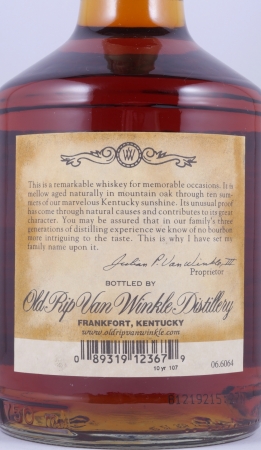 This is a remarkable whiskey for memorable occasions. It is
mellow aged naturally in mountain oak through ten sum-
mers of our marvelous Kentucky sunshine. Its unusual proof
has come through natural causes and contributes to its great
character. You may be assured that in our family's three
generations of distilling experience we know of no bourbon
more intriguing to the taste. This is why I have set my
family name upon it.
Julian P. Van Winkle, III
Proprietor
BOTTLED BY
Old Rip Van Winkle Distillery
FRANKFORT, KENTUCKY
www.oldripvanwinkle.com
0 89319 12367 9
10 yr 107
06.6064